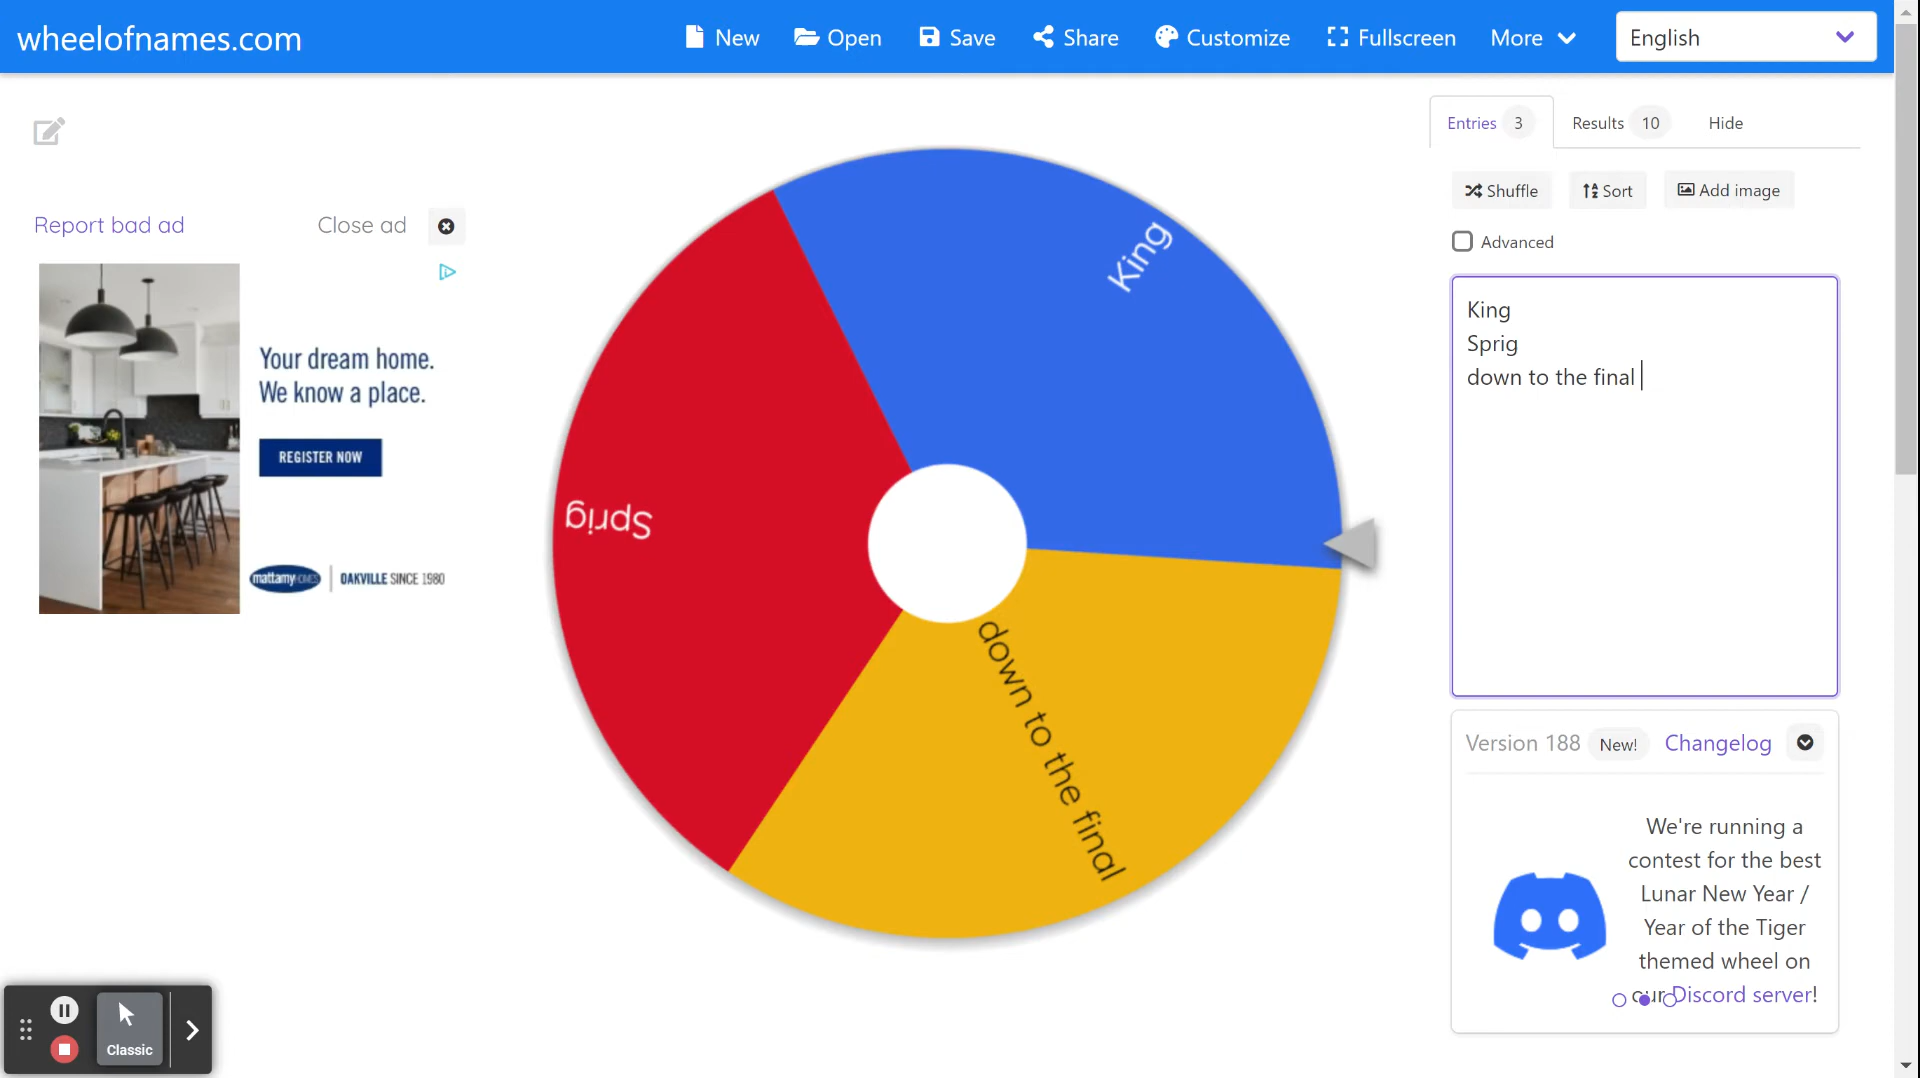 wheelofnames.com
New
Open
Save
Share
Customize
Fullscreen
More
English
Entries 3
Results 10
Hide
Shuffle
Sort
Add image
Advanced
King
Sprig
down to the final
Report bad ad
Close ad
Your dream home.
We know a place.
REGISTER NOW
mattamy HOMES
OAKVILLE SINCE 1980
King
Sprig
down to the final
Version 188
New!
Changelog
We're running a
contest for the best
Lunar New Year /
Year of the Tiger
themed wheel on
our Discord server!
Classic